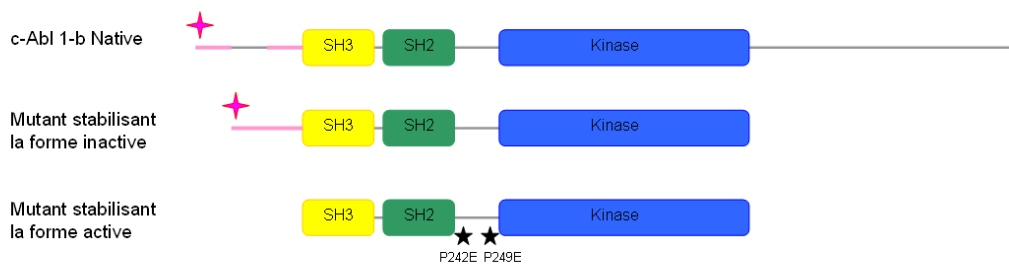 c-Abl 1-b Native
SH3 SH2 Kinase
Mutant stabilisant
la forme inactive
SH3 SH2 Kinase
Mutant stabilisant
la forme active
SH3 SH2 Kinase
P242E P249E